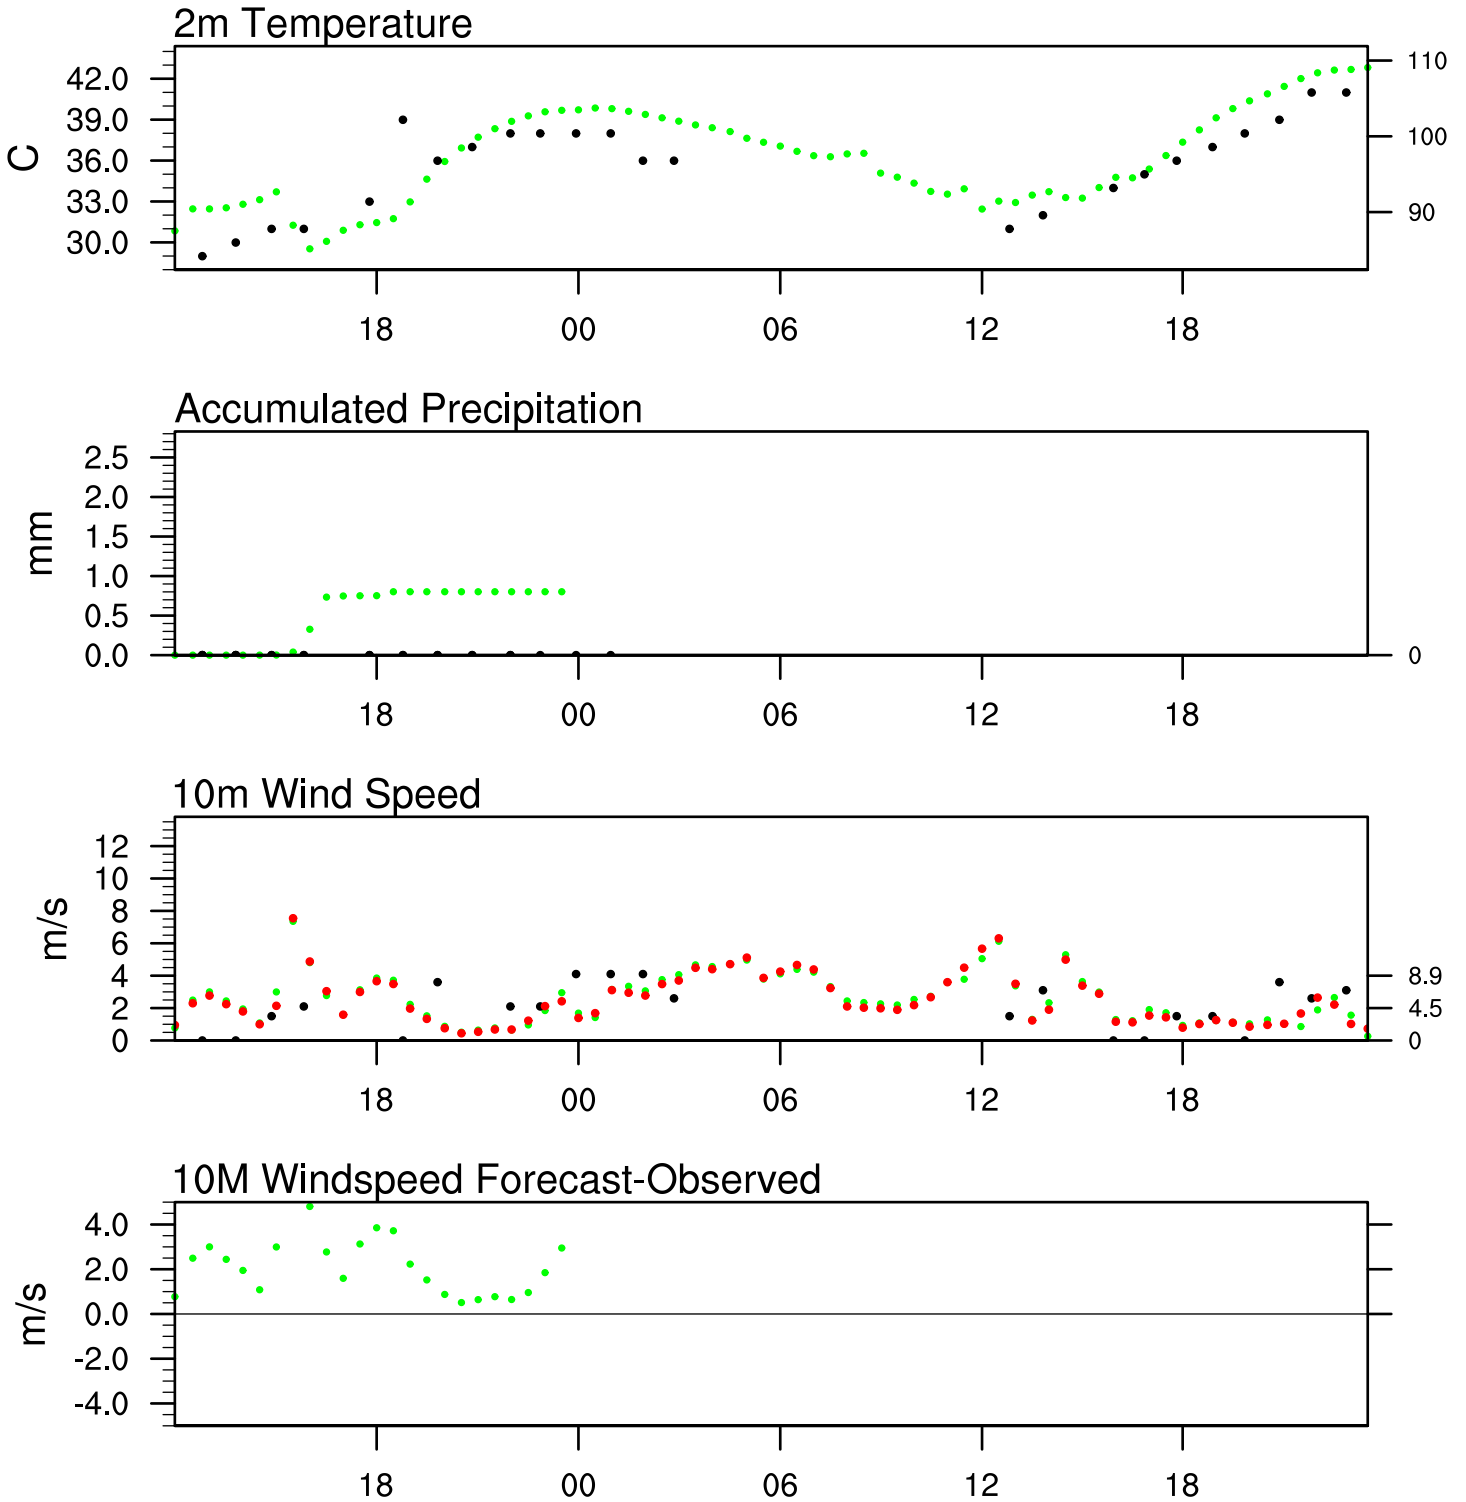 2m Temperature
C
42.0
39.0
36.0
33.0
30.0
110
100
90
18 00 06 12 18
Accumulated Precipitation
mm
2.5
2.0
1.5
1.0
0.5
0.0
0
18 00 06 12 18
10m Wind Speed
m/s
12
10
8
6
4
2
0
8.9
4.5
0
18 00 06 12 18
10M Windspeed Forecast-Observed
m/s
4.0
2.0
0.0
-2.0
-4.0
18 00 06 12 18